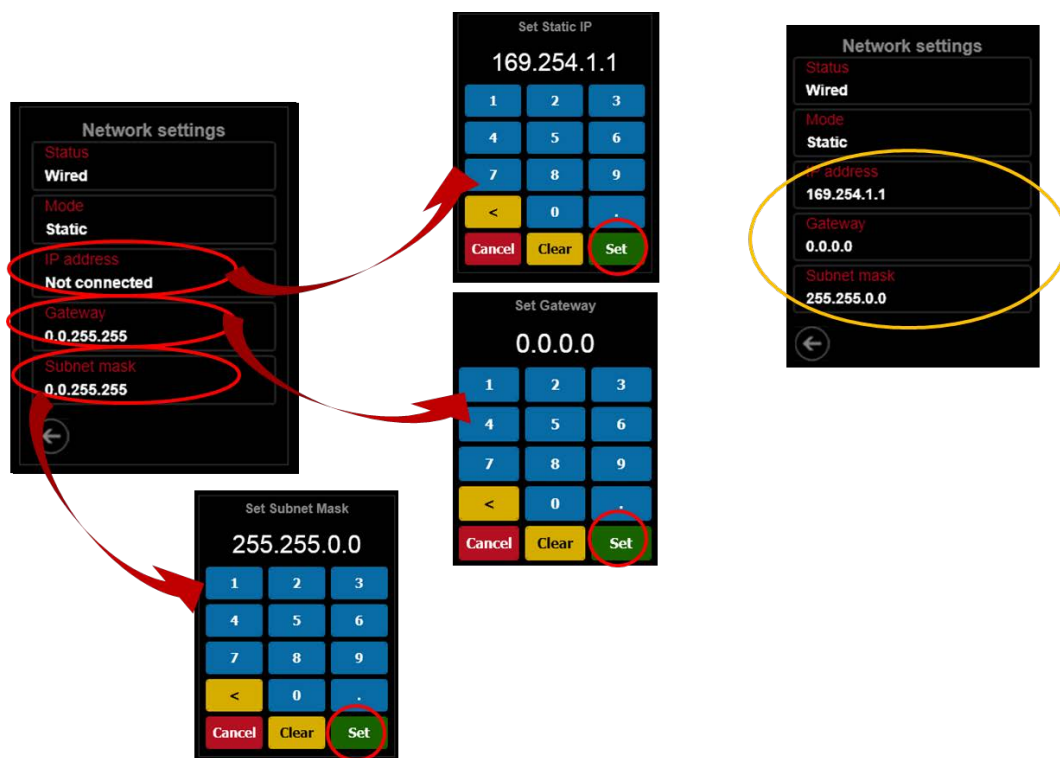 Network settings
Status
Wired
Mode
Static
IP address
Not connected
Gateway
0.0.255.255
Subnet mask
0.0.255.255
Set Static IP
169.254.1.1
1 2 3
4 5 6
7 8 9
< 0 .
Cancel Clear Set
Set Gateway
0.0.0.0
1 2 3
4 5 6
7 8 9
< 0 .
Cancel Clear Set
Set Subnet Mask
255.255.0.0
1 2 3
4 5 6
7 8 9
< 0 .
Cancel Clear Set
Network settings
Status
Wired
Mode
Static
IP address
169.254.1.1
Gateway
0.0.0.0
Subnet mask
255.255.0.0